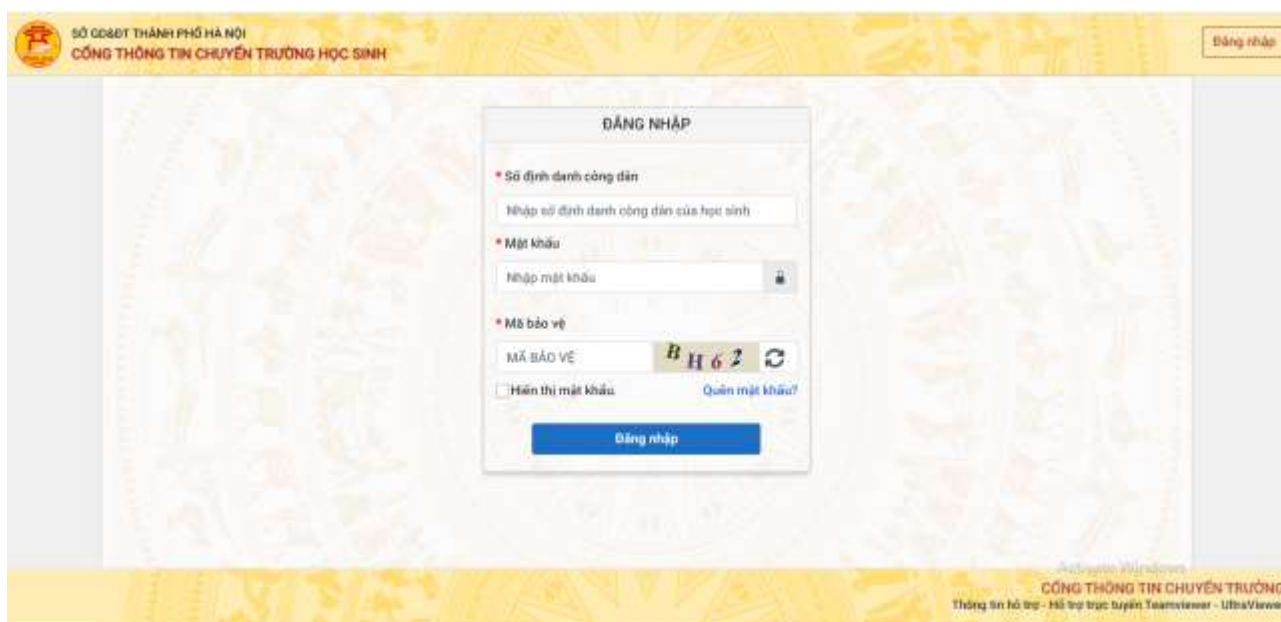 SỞ GD&ĐT THÀNH PHỐ HÀ NỘI
CỔNG THÔNG TIN CHUYỂN TRƯỜNG HỌC SINH
Đăng nhập
ĐĂNG NHẬP
* Số định danh công dân
Nhập số định danh công dân của học sinh
* Mật khẩu
Nhập mật khẩu
* Mã bảo vệ
MÃ BẢO VỆ
B H 6 2
Hiển thị mật khẩu
Quên mật khẩu?
Đăng nhập
Activate Windows
CỔNG THÔNG TIN CHUYỂN TRƯỜNG
Thông tin hỗ trợ - Hỗ trợ trực tuyến Teamviewer - UltraViewe